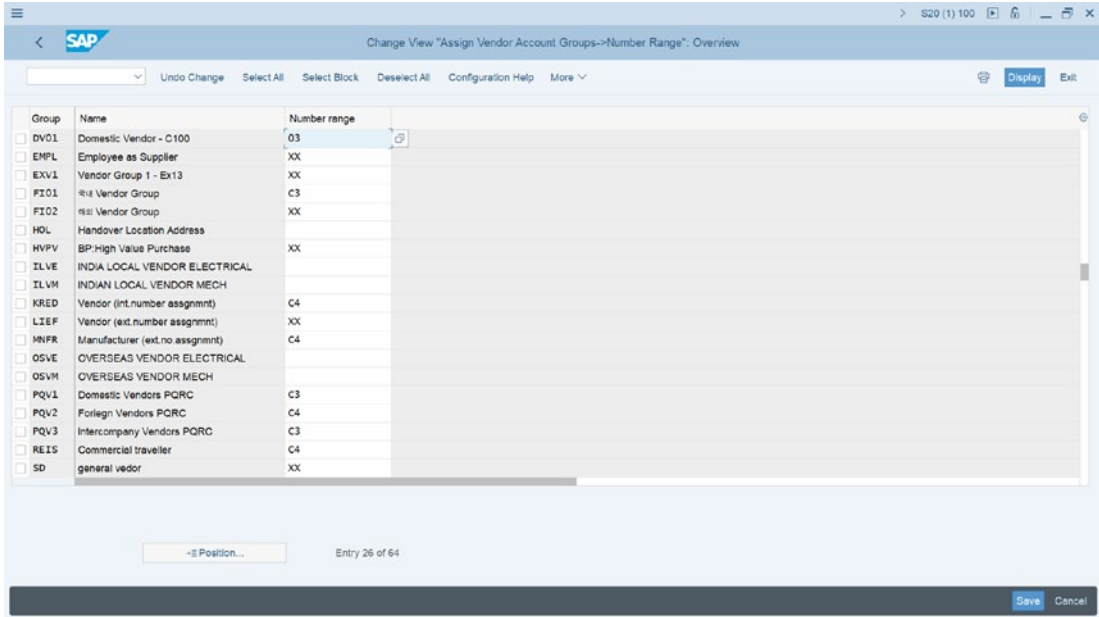 S20 (1) 100
SAP
Change View "Assign Vendor Account Groups->Number Range": Overview
Undo Change Select All Select Block Deselect All Configuration Help More Display Exit
Group Name Number range
DV01 Domestic Vendor - C100 03
EMPL Employee as Supplier XX
EXV1 Vendor Group 1 - Ex13 XX
FI01 국내 Vendor Group C3
FI02 해외 Vendor Group XX
HOL Handover Location Address
HVPV BP:High Value Purchase XX
ILVE INDIA LOCAL VENDOR ELECTRICAL
ILVM INDIAN LOCAL VENDOR MECH
KRED Vendor (int.number assgnmnt) C4
LIEF Vendor (ext.number assgnmnt) XX
MNFR Manufacturer (ext.no.assgnmnt) C4
OSVE OVERSEAS VENDOR ELECTRICAL
OSVM OVERSEAS VENDOR MECH
PQV1 Domestic Vendors PQRC C3
PQV2 Foriegn Vendors PQRC C4
PQV3 Intercompany Vendors PQRC C3
REIS Commercial traveller C4
SD general vedor XX
Position... Entry 26 of 64
Save Cancel